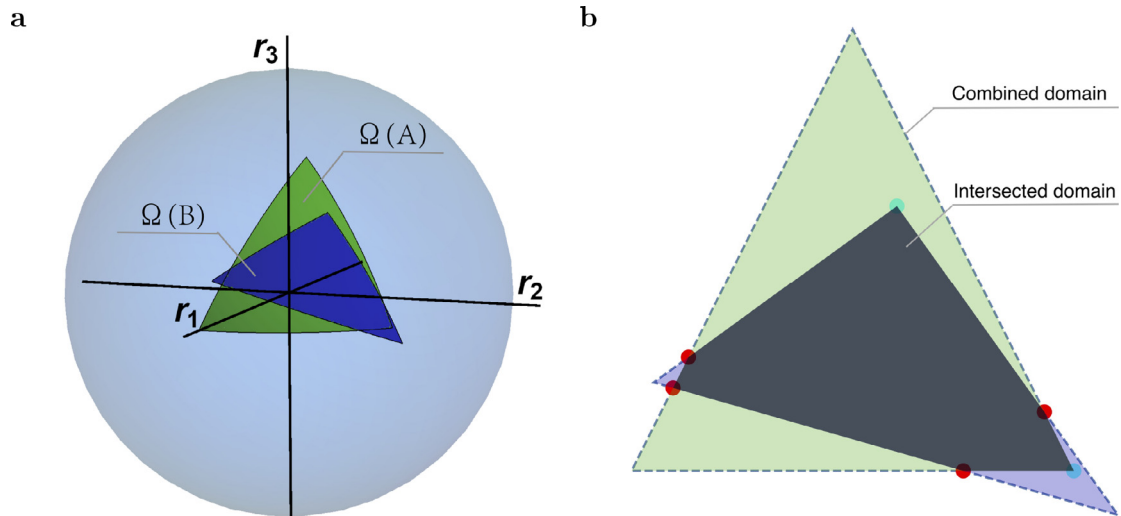 a
r3
Ω (A)
Ω (B)
r1
r2
b
Combined domain
Intersected domain